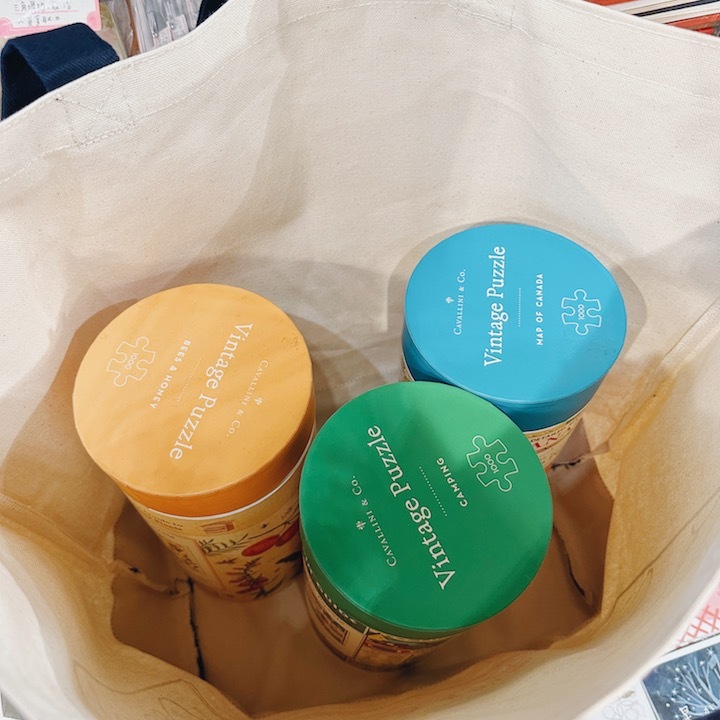 CAVALLINI & Co.
Vintage Puzzle
BEES & HONEY
1000
CAVALLINI & Co.
Vintage Puzzle
MAP OF CANADA
1000
CAVALLINI & Co.
Vintage Puzzle
CAMPING
1000